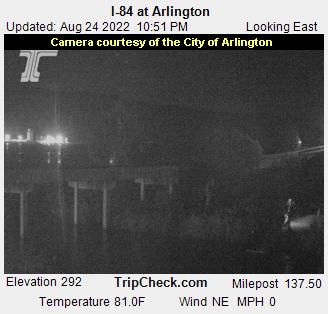 I-84 at Arlington
Updated: Aug 24 2022 10:51 PM Looking East
Camera courtesy of the City of Arlington
Elevation 292 TripCheck.com Milepost 137.50
Temperature 81.0F Wind NE MPH 0